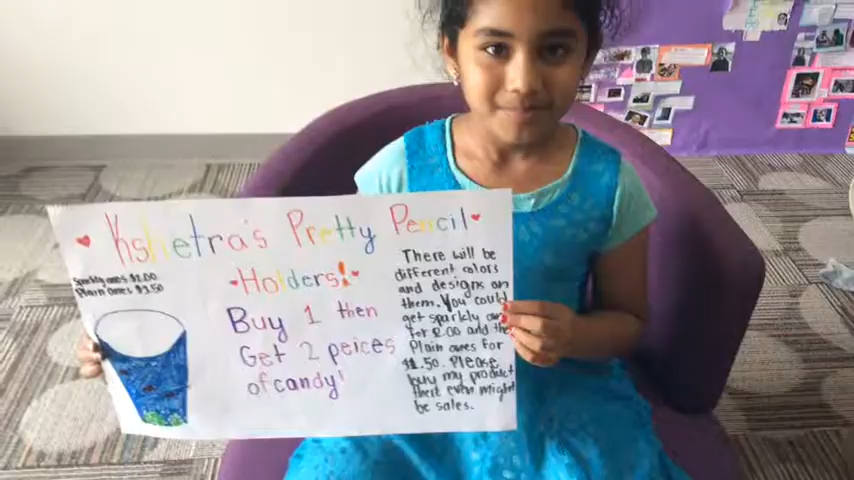 Kshetra's Pretty Pencil
Holders!
Sparkly ones $2.00
Plain ones $3.50
Buy 1 then
Get 2 peices
of candy!
There will be
different colors
and designs on
them. You could
get sparkly ones
for 2.00 and the
Plain ones for
$1.50. Please
buy my product
there even might
be sales.